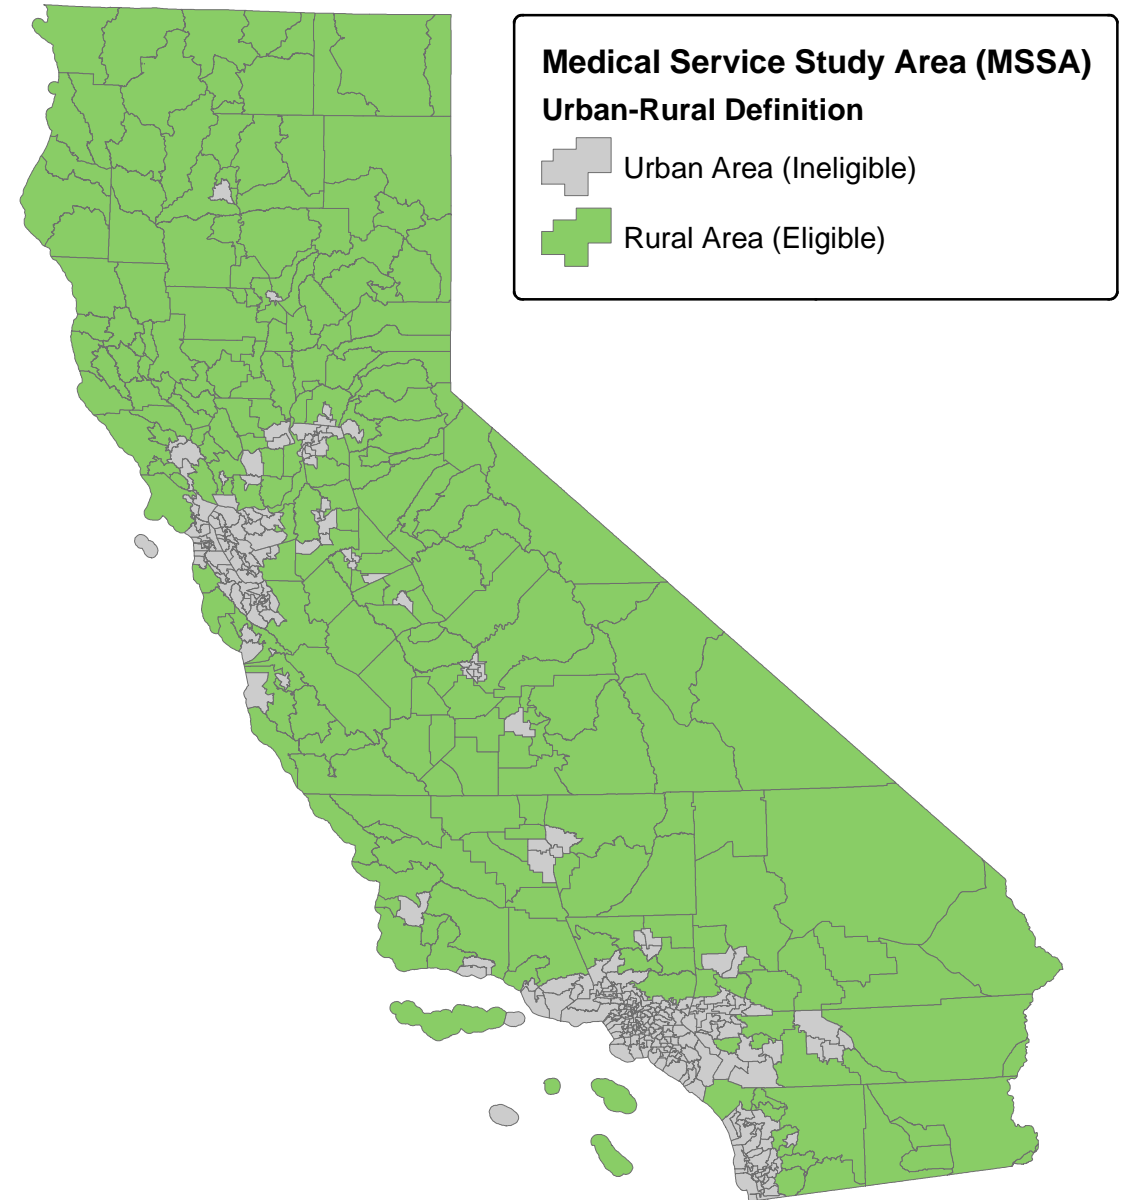 Medical Service Study Area (MSSA)
Urban-Rural Definition
Urban Area (Ineligible)
Rural Area (Eligible)